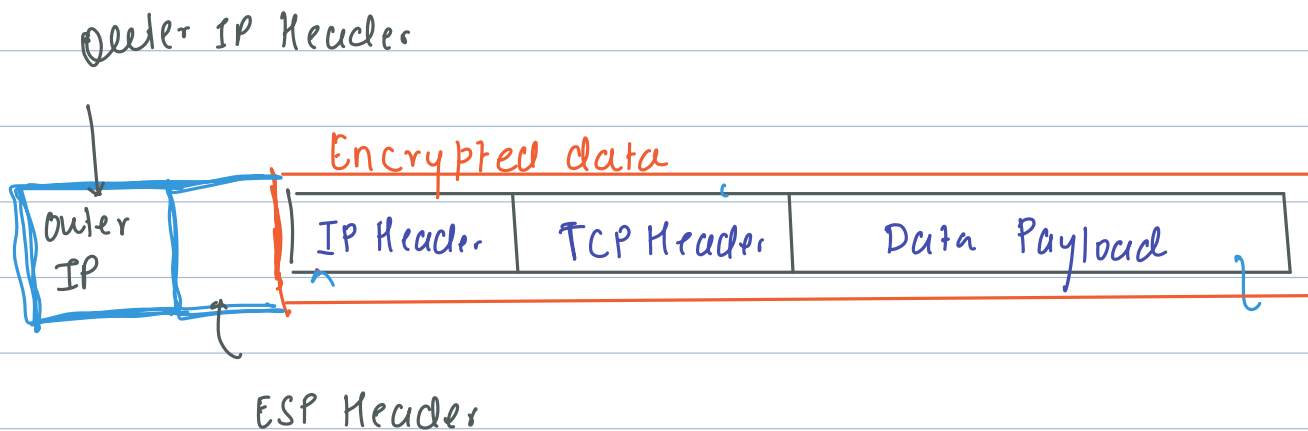 Outer IP Header
Encrypted data
Outer
IP
IP Header
TCP Header
Data Payload
ESP Header